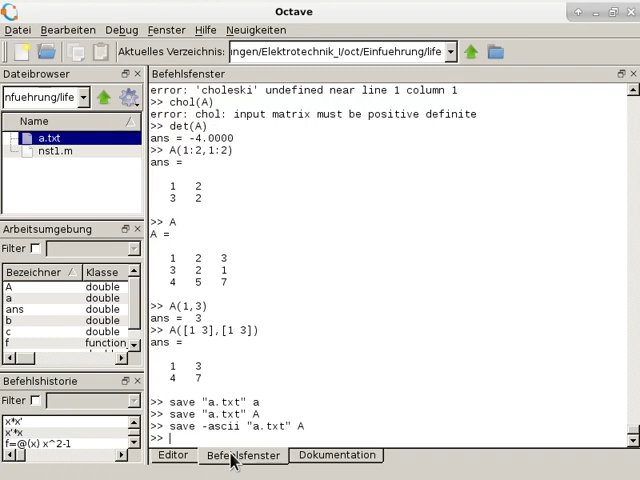 Octave
Datei Bearbeiten Debug Fenster Hilfe Neuigkeiten
Aktuelles Verzeichnis: ungen/Elektrotechnik_I/oct/Einfuehrung/life
Dateibrowser
nfuehrung/life
Name
a.txt
nst1.m
Arbeitsumgebung
Filter
Bezeichner Klasse
A double
a double
ans double
b double
c double
f function
Befehlshistorie
Filter
x*x'
x'*x
f=@(x) x^2-1
Befehlsfenster
error: 'choleski' undefined near line 1 column 1
>> chol(A)
error: chol: input matrix must be positive definite
>> det(A)
ans = -4.0000
>> A(1:2,1:2)
ans =
1 2
3 2
>> A
A =
1 2 3
3 2 1
4 5 7
>> A(1,3)
ans = 3
>> A([1 3],[1 3])
ans =
1 3
4 7
>> save "a.txt" a
>> save "a.txt" A
>> save -ascii "a.txt" A
>>
Editor Befehlsfenster Dokumentation